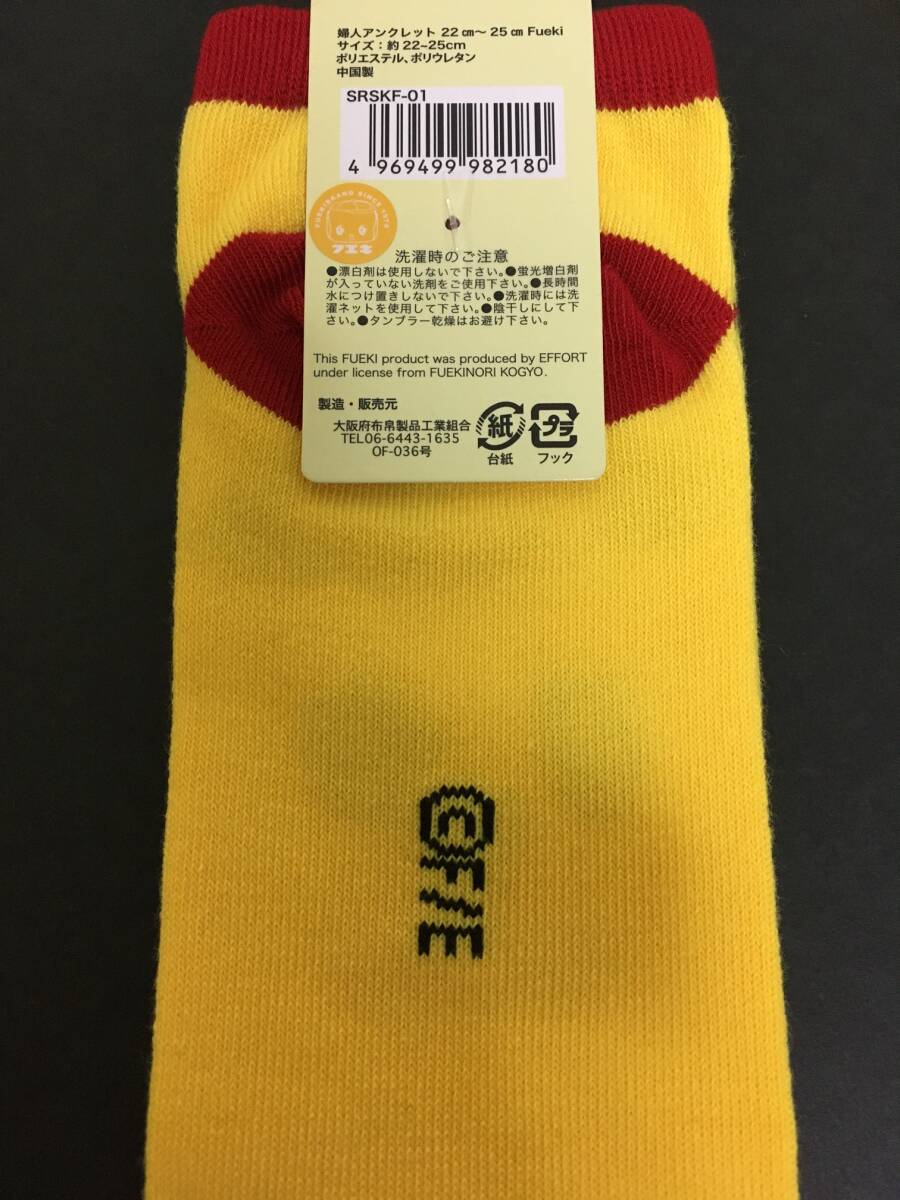 婦人アンクレット 22㎝～25㎝ Fueki
サイズ：約22~25cm
ポリエステル、ポリウレタン
中国製
SRSKF-01
4 969499 982180
FUEKIBRAND SINCE 1975
フエキ
洗濯時のご注意
●漂白剤は使用しないで下さい。●蛍光増白剤
が入っていない洗剤をご使用下さい。●長時間
水につけ置きしないで下さい。●洗濯時には洗
濯ネットを使用して下さい。●陰干しにして下
さい。●タンブラー乾燥はお避け下さい。
This FUEKI product was produced by EFFORT
under license from FUEKINORI KOGYO.
製造・販売元
大阪府布帛製品工業組合
TEL06-6443-1635
OF-036号
紙
台紙
プラ
フック
©F/E